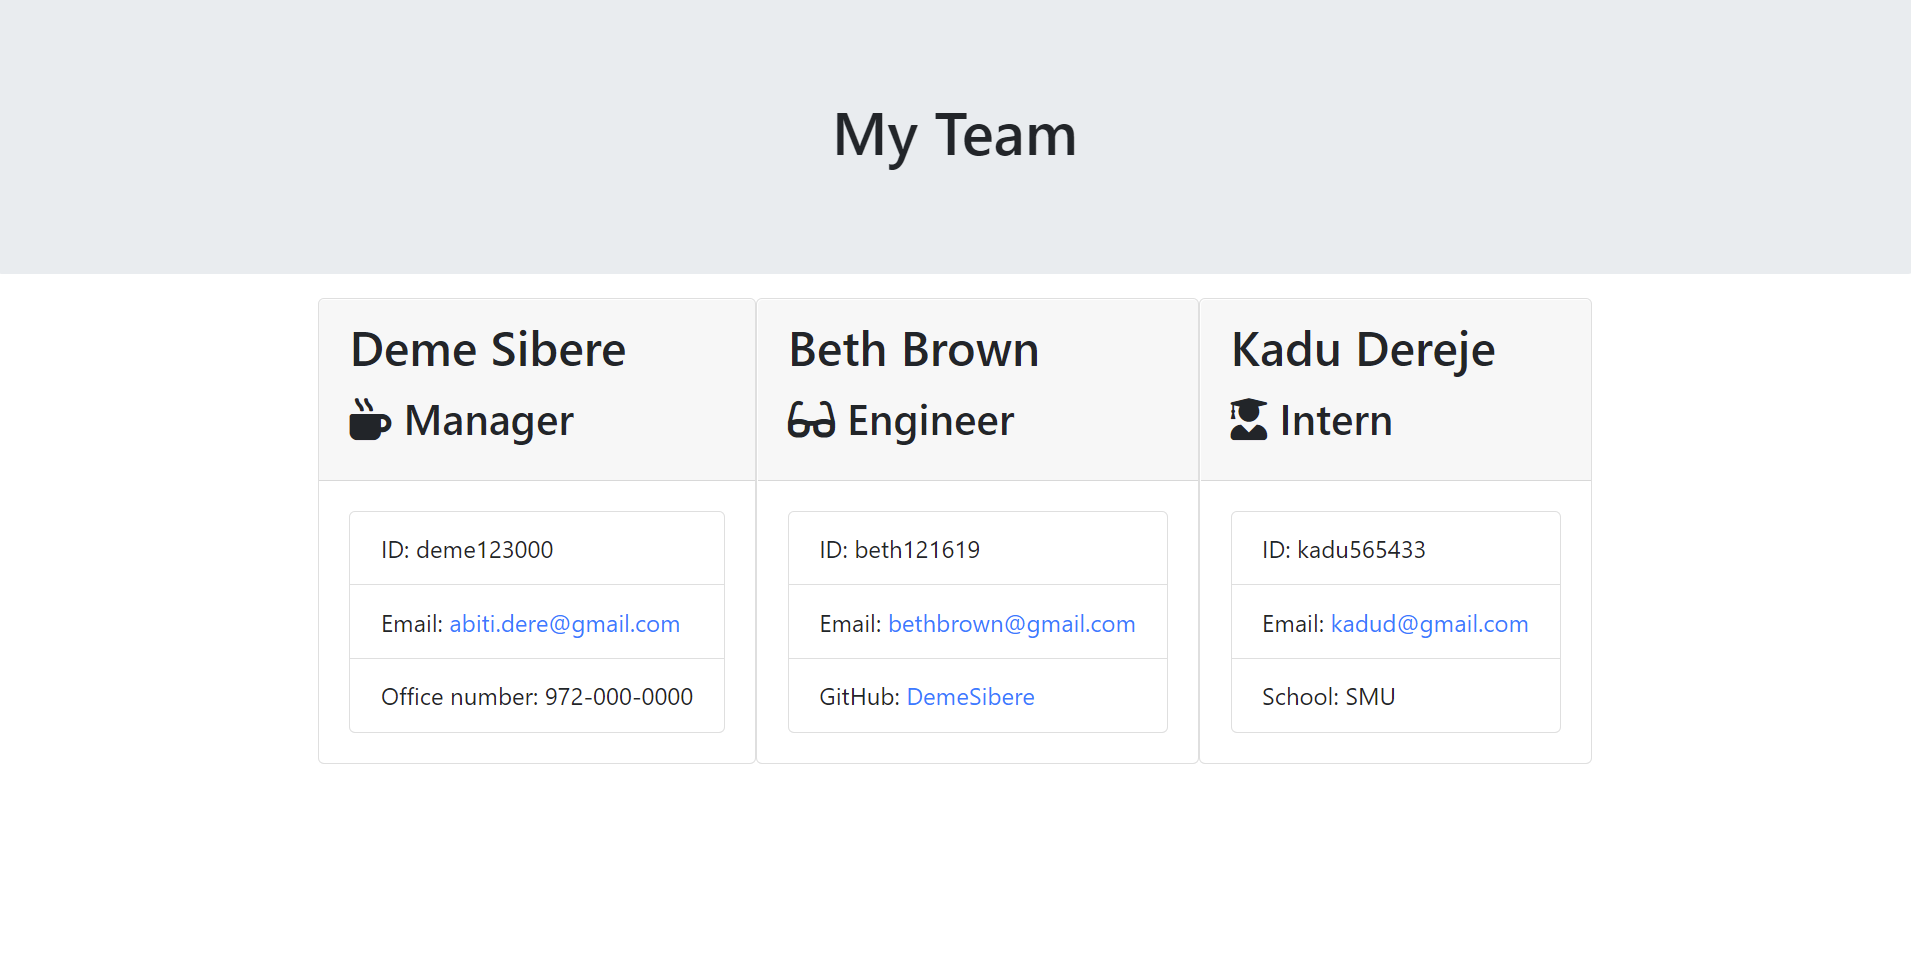 My Team
Deme Sibere
Manager
ID: deme123000
Email: abiti.dere@gmail.com
Office number: 972-000-0000
Beth Brown
Engineer
ID: beth121619
Email: bethbrown@gmail.com
GitHub: DemeSibere
Kadu Dereje
Intern
ID: kadu565433
Email: kadud@gmail.com
School: SMU